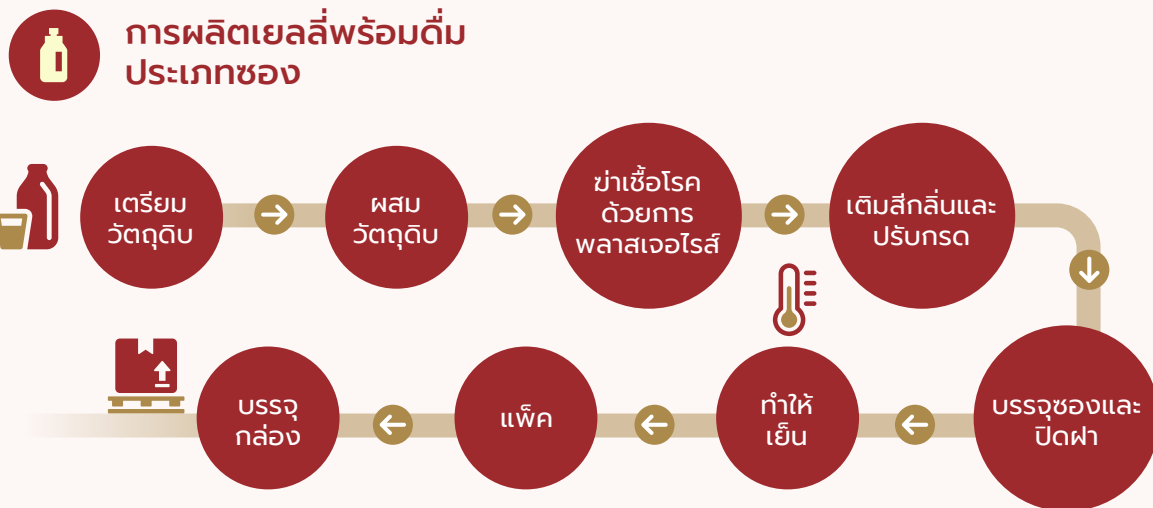 การผลิตเยลลี่พร้อมดื่ม
ประเภทซอง
เตรียม
วัตถุดิบ
ผสม
วัตถุดิบ
ฆ่าเชื้อโรค
ด้วยการ
พลาสเจอไรส์
เติมสีกลิ่นและ
ปรับกรด
บรรจุซองและ
ปิดฝา
ทำให้
เย็น
แพ็ค
บรรจุ
กล่อง